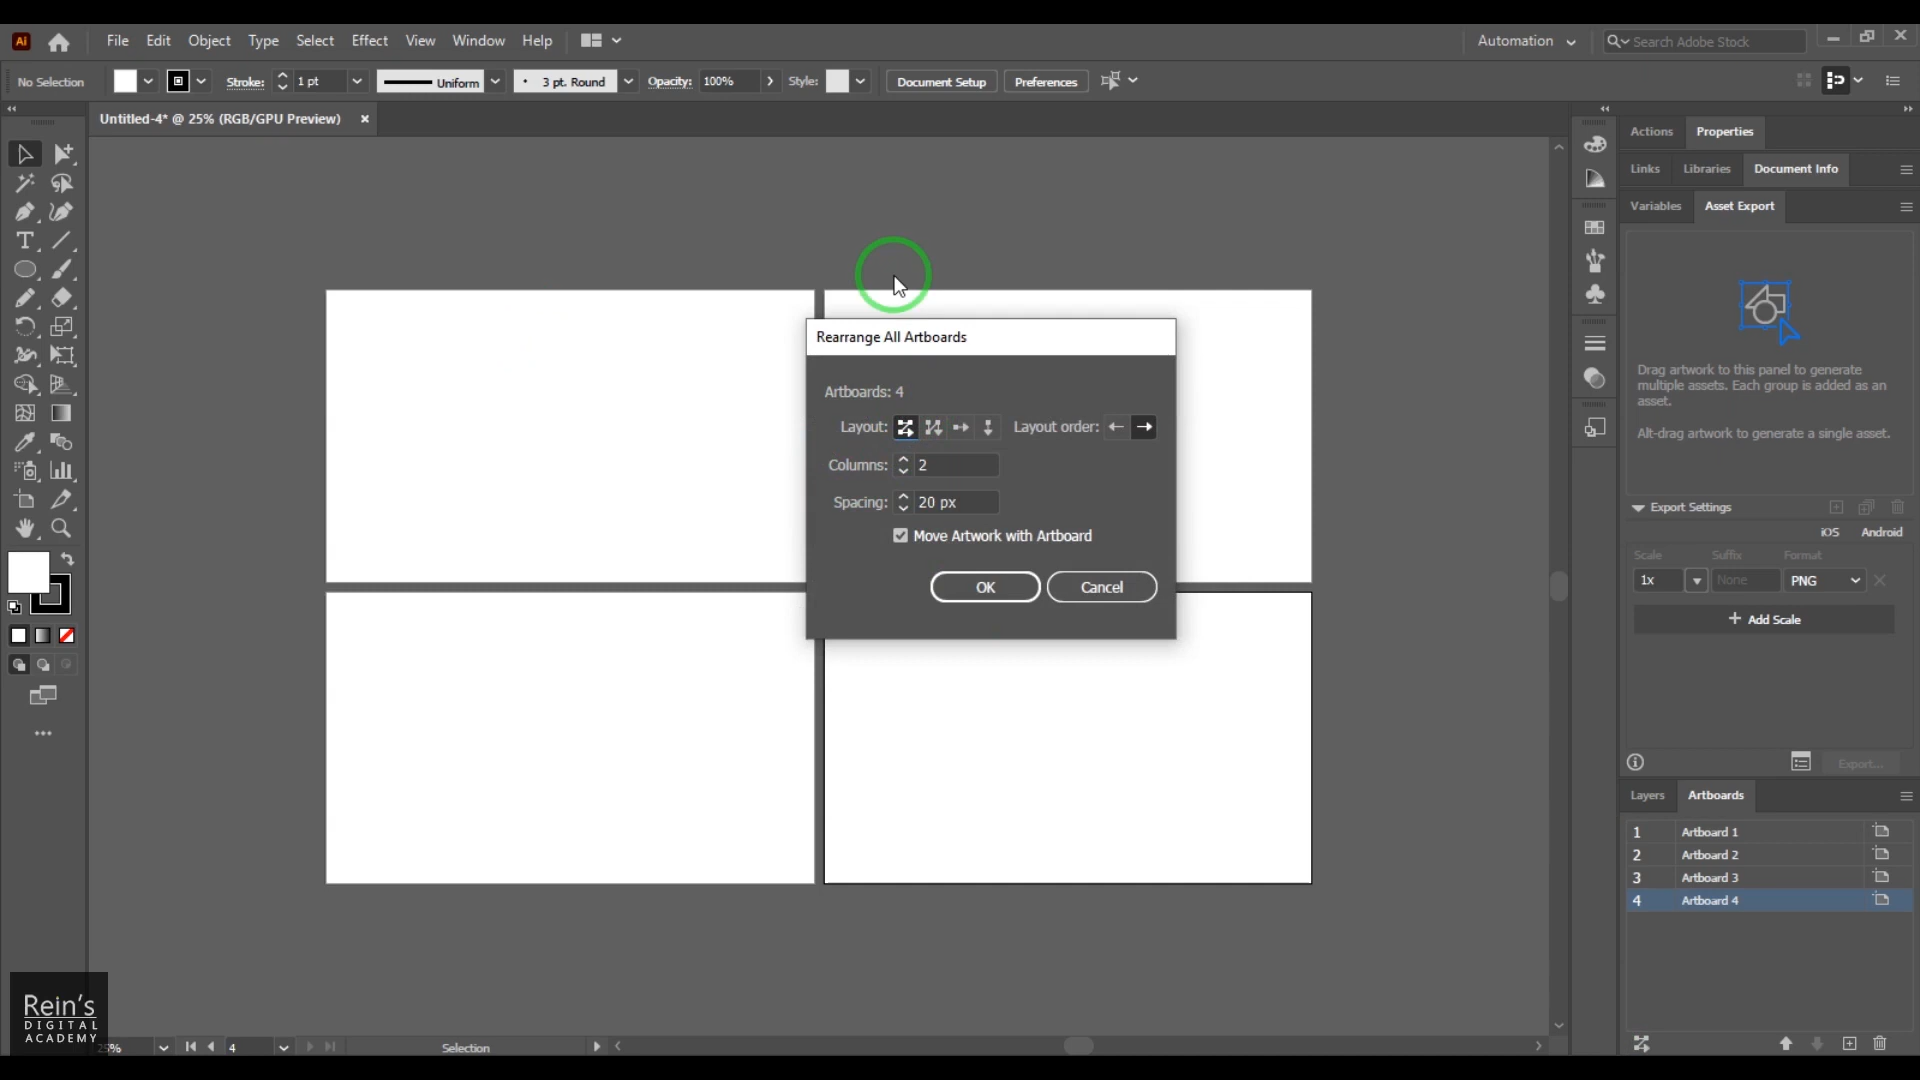 Ai File Edit Object Type Select Effect View Window Help Automation Search Adobe Stock
No Selection Stroke: 1 pt Uniform 3 pt. Round Opacity: 100% Style: Document Setup Preferences
Untitled-4* @ 25% (RGB/GPU Preview)
Actions Properties
Links Libraries Document Info
Variables Asset Export
Rearrange All Artboards
Artboards: 4
Layout: Layout order:
Columns: 2
Spacing: 20 px
Move Artwork with Artboard
OK Cancel
Drag artwork to this panel to generate
multiple assets. Each group is added as an
asset.
Alt-drag artwork to generate a single asset.
Export Settings
iOS Android
Scale Suffix Format
1x None PNG
+ Add Scale
Export...
Layers Artboards
1 Artboard 1
2 Artboard 2
3 Artboard 3
4 Artboard 4
Rein's
DIGITAL
ACADEMY
25% 4 Selection